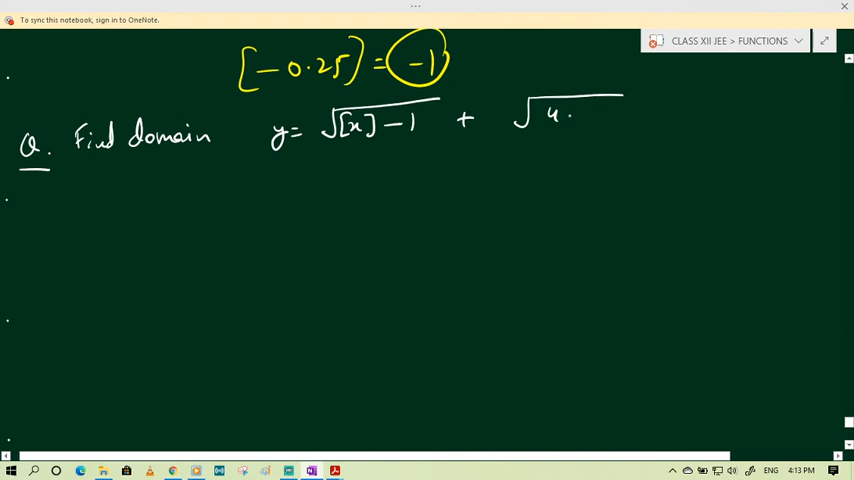 To sync this notebook, sign in to OneNote.
CLASS XII JEE > FUNCTIONS
[-0.25] = -1
Q. Find domain y = √([x] - 1) + √(4.
ENG 4:13 PM